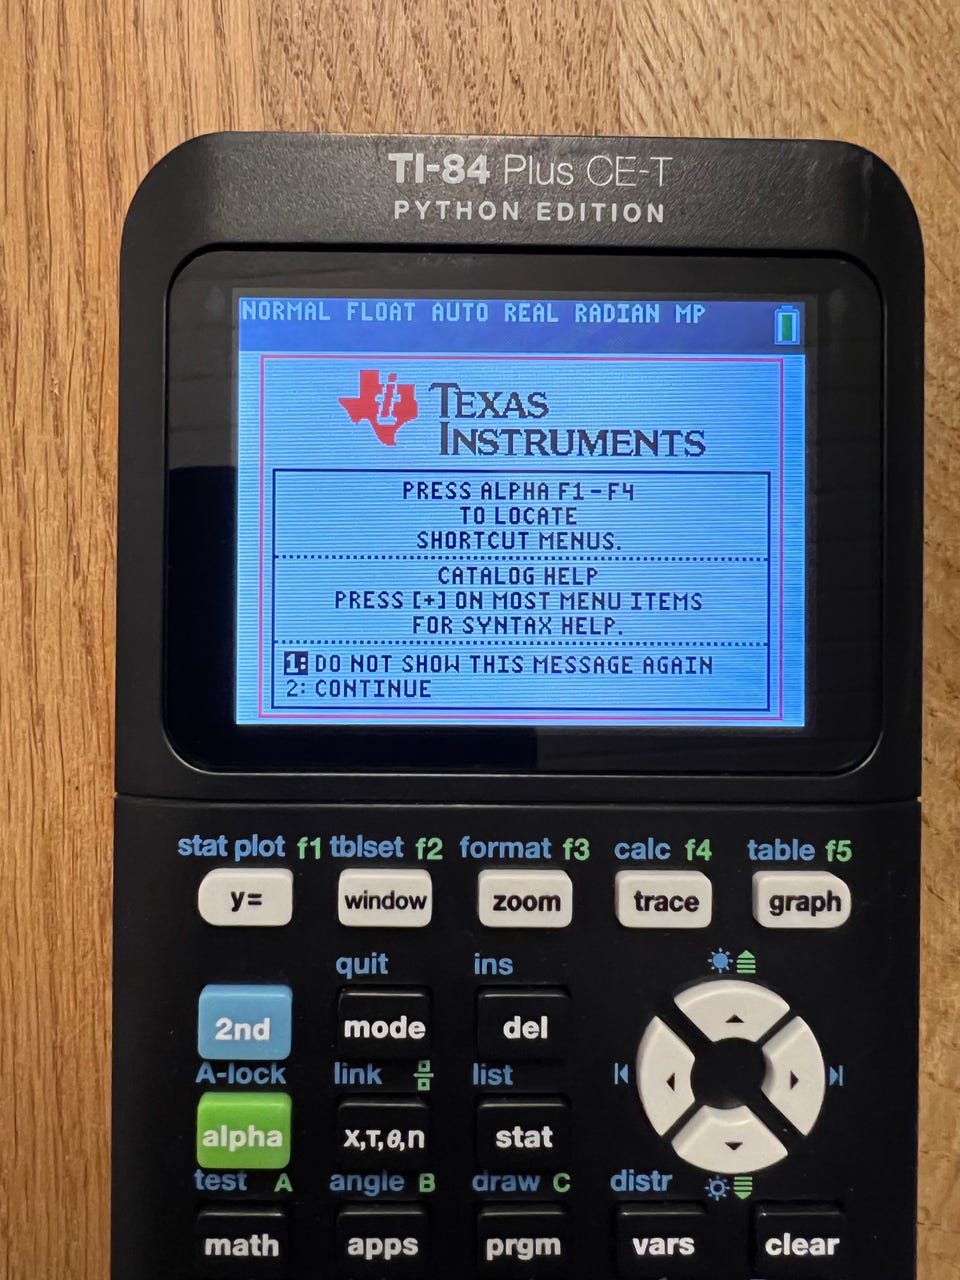 TI-84 Plus CE-T
PYTHON EDITION
NORMAL FLOAT AUTO REAL RADIAN MP
TEXAS
INSTRUMENTS
PRESS ALPHA F1-F4
TO LOCATE
SHORTCUT MENUS.
CATALOG HELP
PRESS [+] ON MOST MENU ITEMS
FOR SYNTAX HELP.
1: DO NOT SHOW THIS MESSAGE AGAIN
2: CONTINUE
stat plot f1 tblset f2 format f3 calc f4 table f5
y= window zoom trace graph
quit ins
2nd mode del
A-lock link list
alpha X,T,θ,n stat
test A angle B draw C distr
math apps prgm vars clear